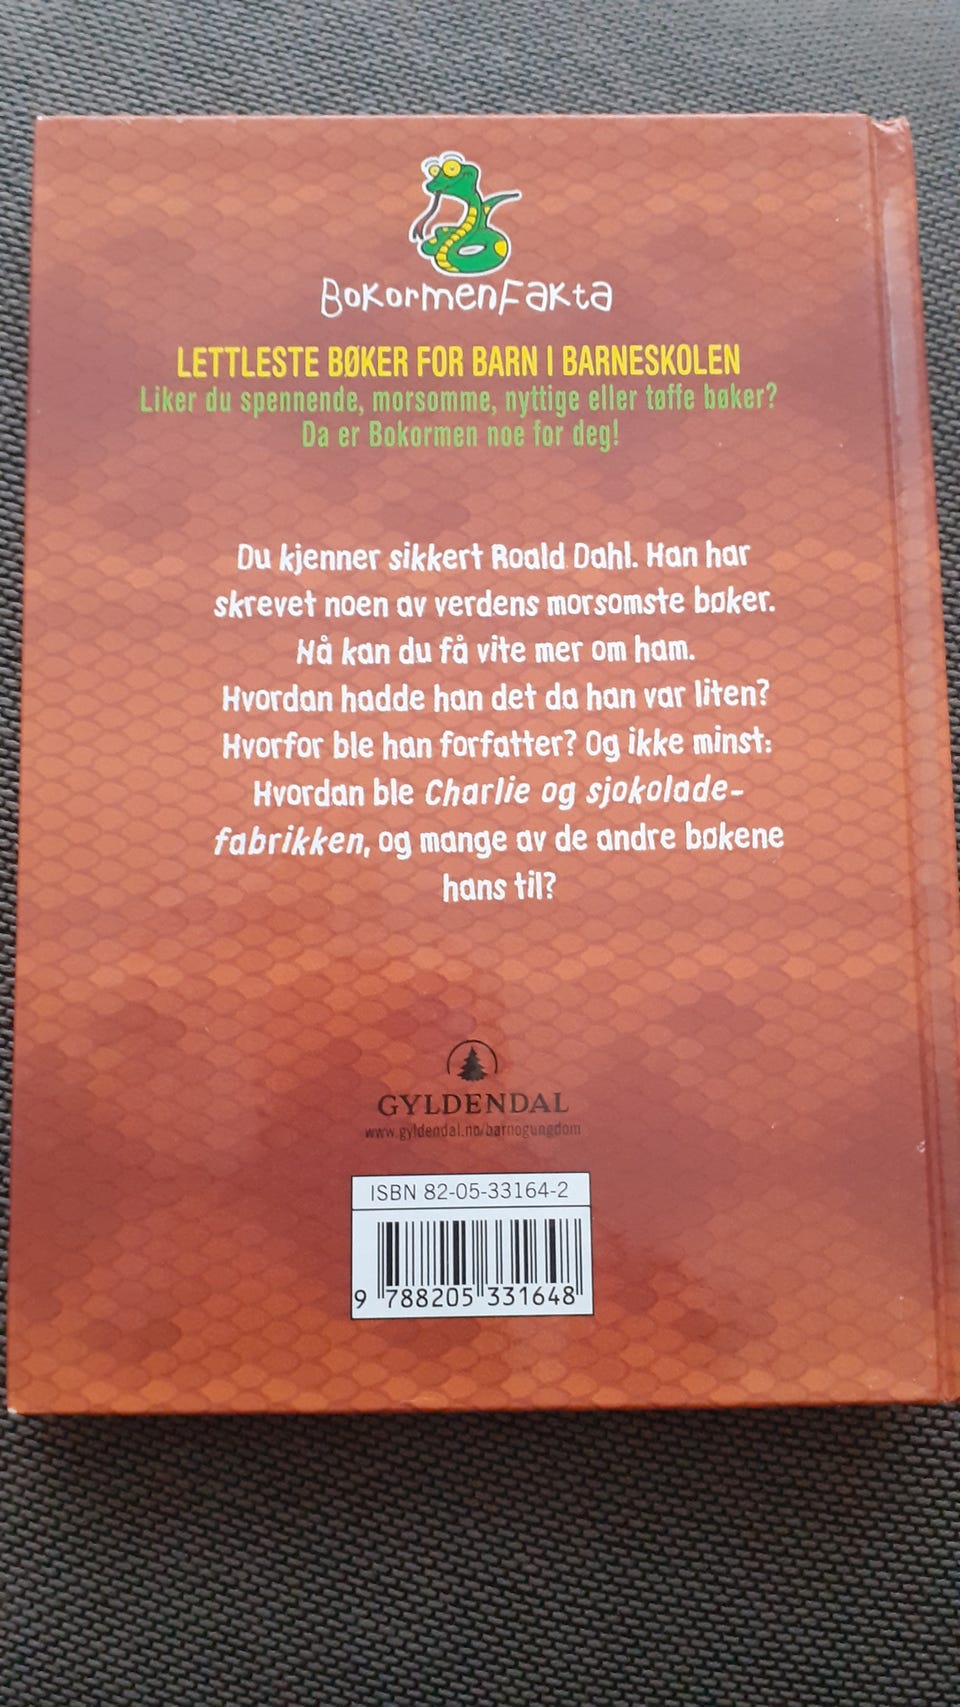 BokormenFakta
LETTLESTE BØKER FOR BARN I BARNESKOLEN
Liker du spennende, morsomme, nyttige eller tøffe bøker?
Da er Bokormen noe for deg!
Du kjenner sikkert Roald Dahl. Han har
skrevet noen av verdens morsomste bøker.
Nå kan du få vite mer om ham.
Hvordan hadde han det da han var liten?
Hvorfor ble han forfatter? Og ikke minst:
Hvordan ble Charlie og sjokolade-
fabrikken, og mange av de andre bøkene
hans til?
GYLDENDAL
www.gyldendal.no/barnogungdom
ISBN 82-05-33164-2
9 788205 331648